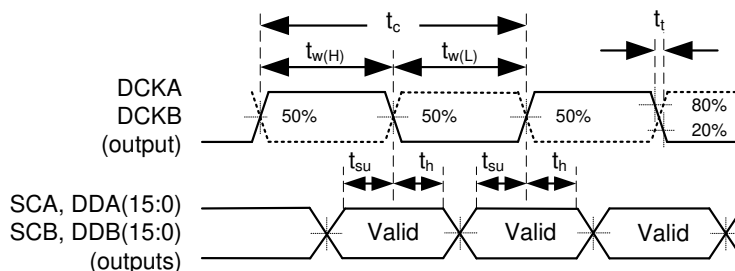 t_c
t_t
t_w(H) t_w(L)
DCKA
DCKB
(output)
50% 50% 50% 80%
20%
t_su t_h t_su t_h
SCA, DDA(15:0)
SCB, DDB(15:0)
(outputs)
Valid Valid Valid